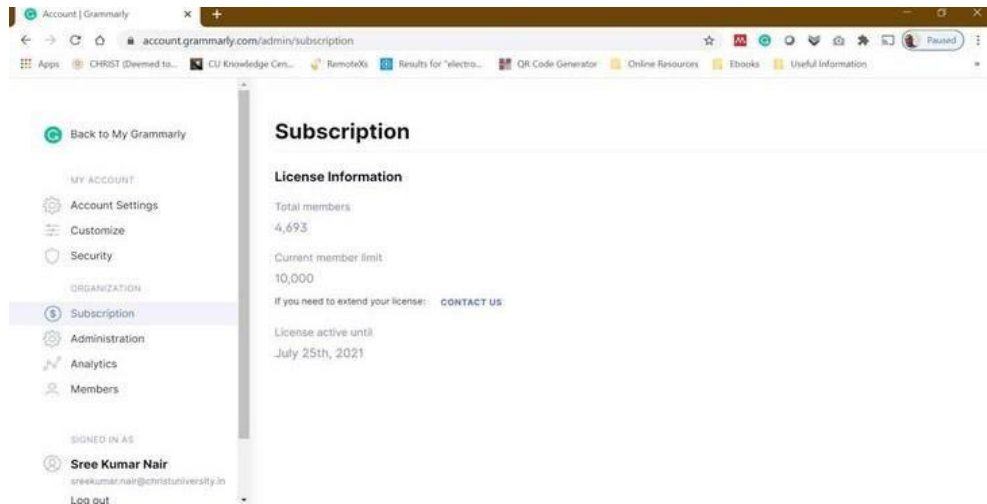 Account | Grammarly
account.grammarly.com/admin/subscription
Paused
Apps CHRIST (Deemed to... CU Knowledge Cen... RemoteXs Results for "electro... QR Code Generator Online Resources Ebooks Useful Information
Back to My Grammarly
MY ACCOUNT
Account Settings
Customize
Security
ORGANIZATION
Subscription
Administration
Analytics
Members
SIGNED IN AS
Sree Kumar Nair
sreekumar.nair@christuniversity.in
Log out
Subscription
License Information
Total members
4,693
Current member limit
10,000
If you need to extend your license: CONTACT US
License active until
July 25th, 2021